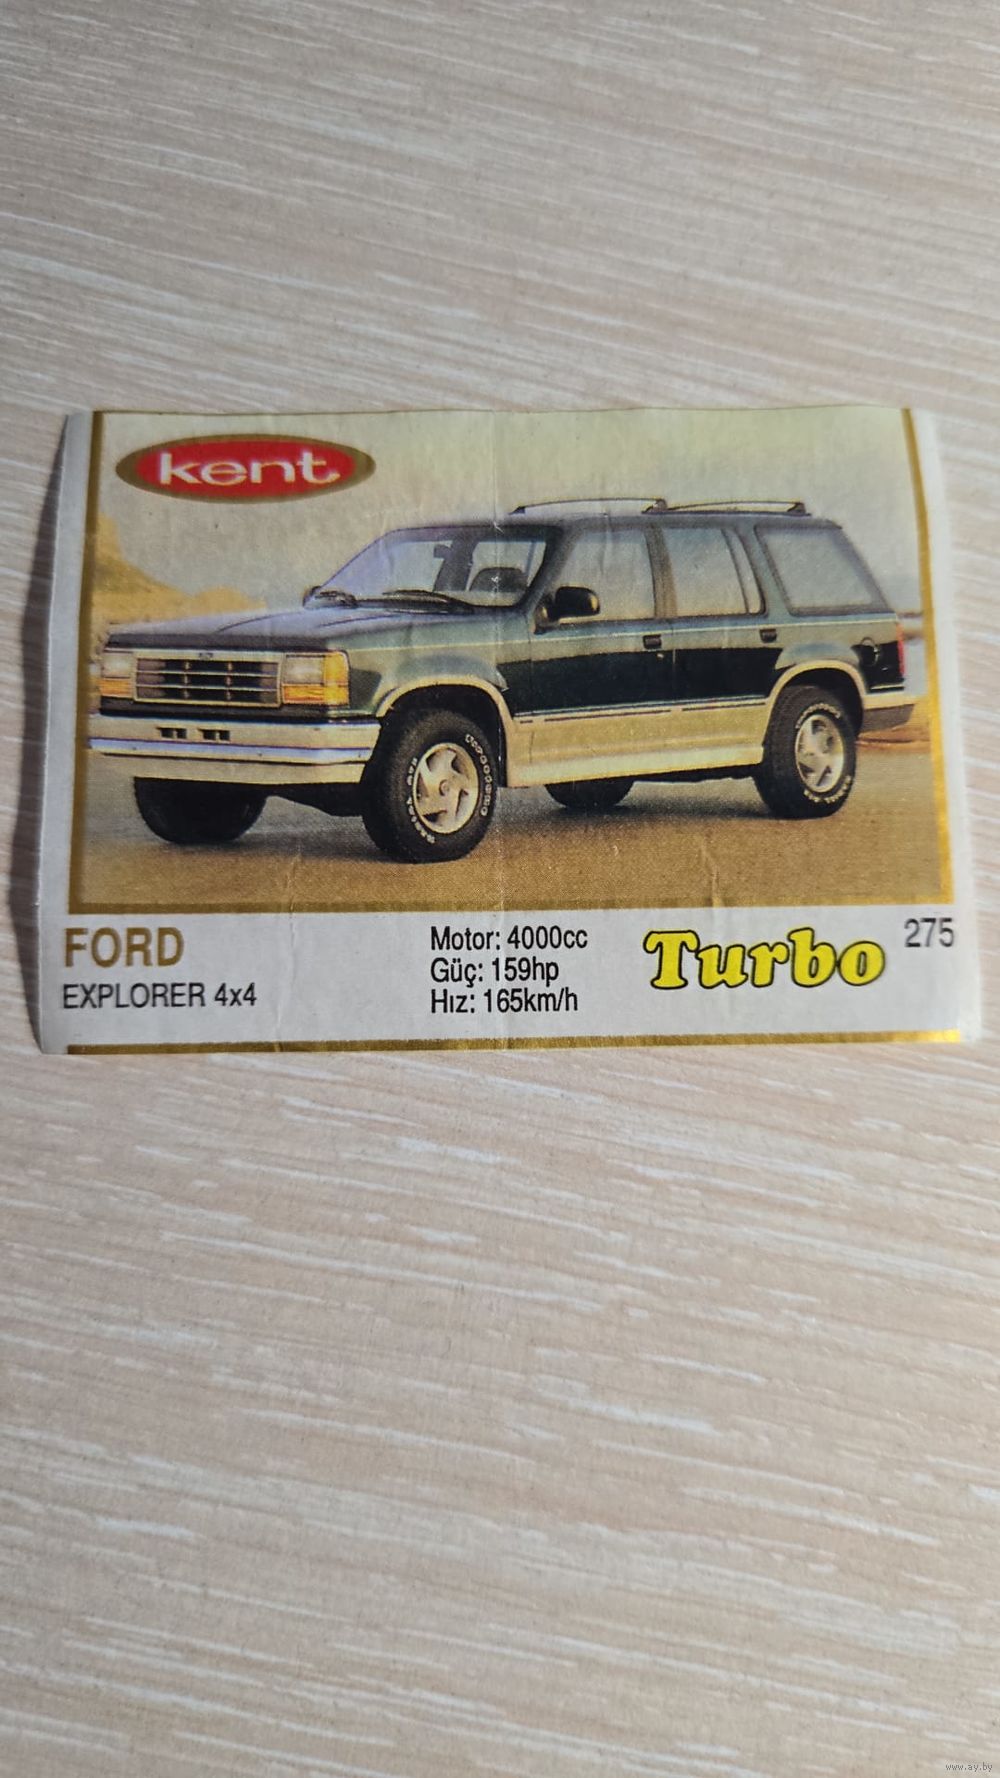 kent
FORD
EXPLORER 4x4
Motor: 4000cc
Güç: 159hp
Hız: 165km/h
Turbo
275
www.ay.by